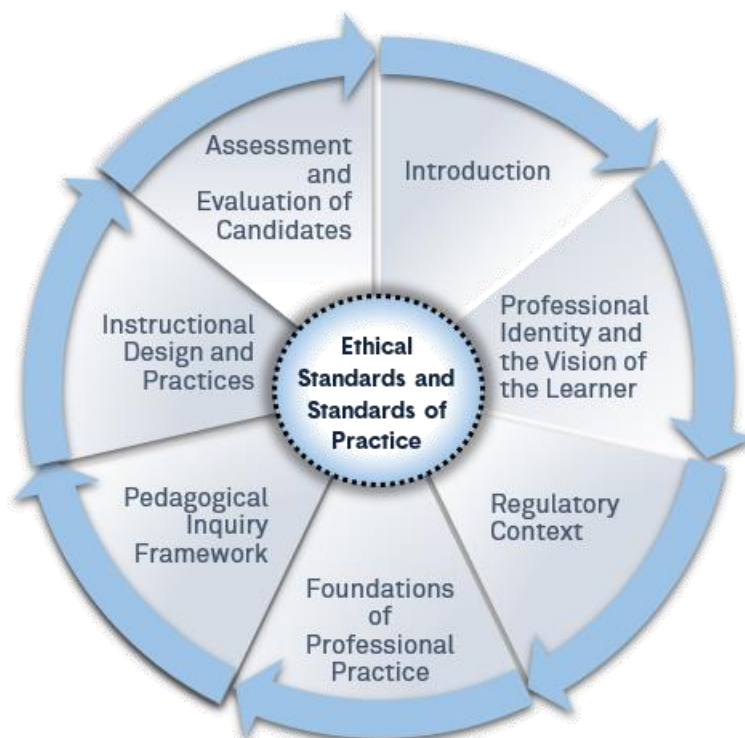 Introduction
Professional
Identity and
the Vision of
the Learner
Regulatory
Context
Foundations
of
Professional
Practice
Pedagogical
Inquiry
Framework
Instructional
Design and
Practices
Assessment
and
Evaluation of
Candidates
Ethical
Standards and
Standards of
Practice